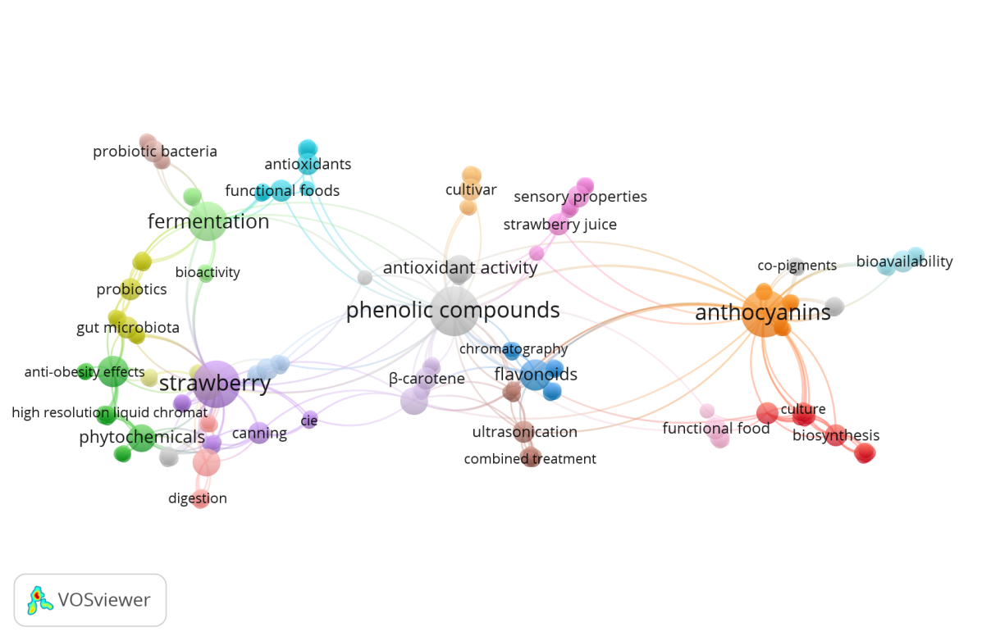 probiotic bacteria
antioxidants
functional foods
cultivar
sensory properties
fermentation
strawberry juice
bioactivity
antioxidant activity
co-pigments
bioavailability
probiotics
phenolic compounds
anthocyanins
gut microbiota
chromatography
anti-obesity effects
strawberry
β-carotene
flavonoids
high resolution liquid chromat
cie
culture
phytochemicals
canning
ultrasonication
functional food
biosynthesis
combined treatment
digestion
VOSviewer